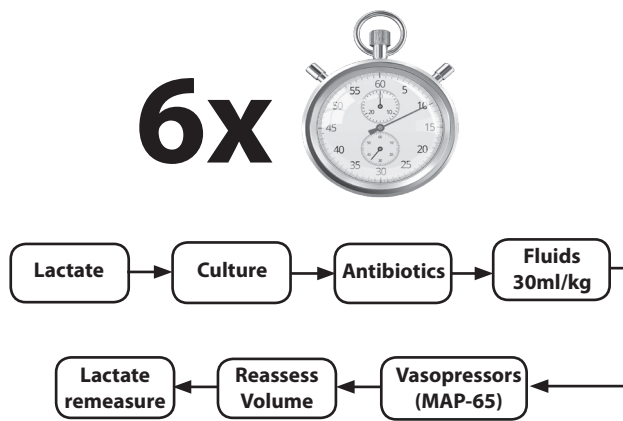 6x
60
55
5
50
10
45
15
40
20
35
25
30
Lactate
Culture
Antibiotics
Fluids
30ml/kg
Vasopressors
(MAP-65)
Reassess
Volume
Lactate
remeasure